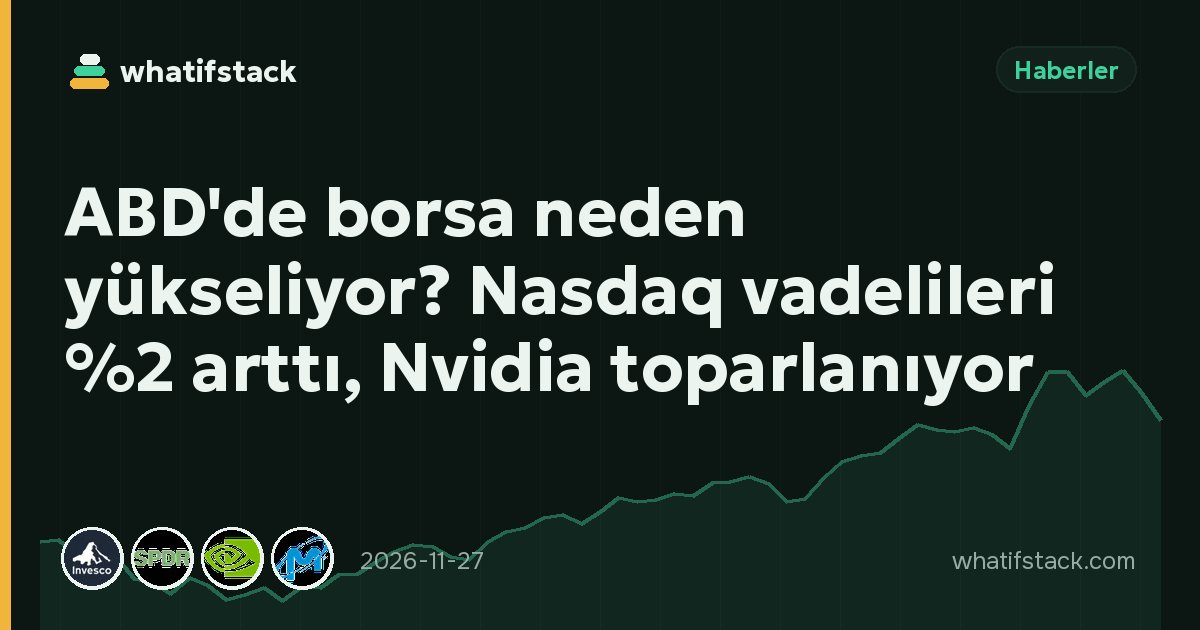 whatifstack
Haberler
ABD'de borsa neden
yükseliyor? Nasdaq vadelileri
%2 arttı, Nvidia toparlanıyor
Invesco
SPDR
2026-11-27
whatifstack.com